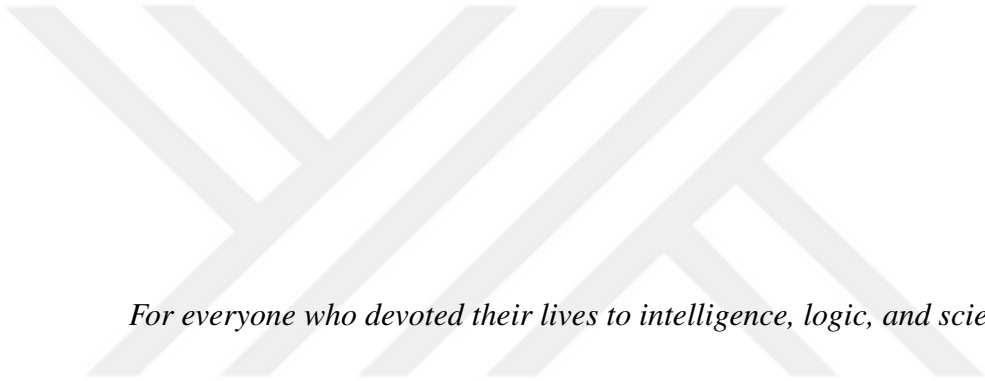 For everyone who devoted their lives to intelligence, logic, and scie